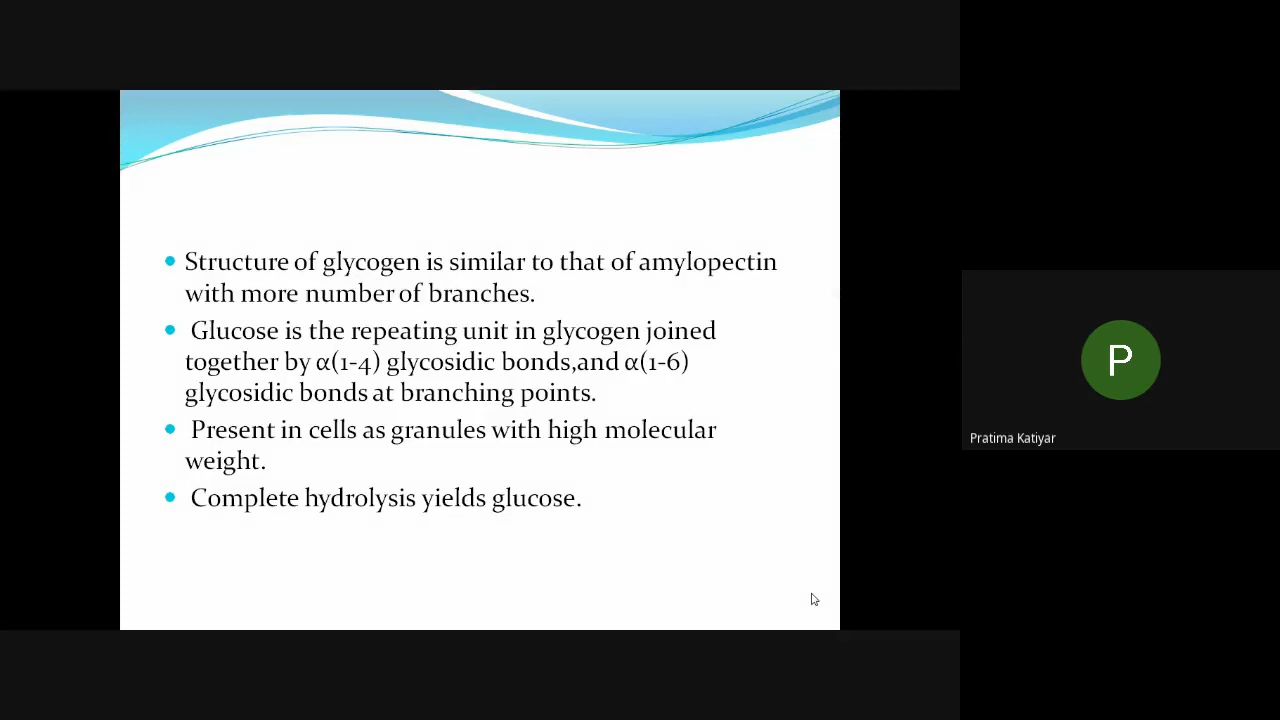 Structure of glycogen is similar to that of amylopectin
with more number of branches.
Glucose is the repeating unit in glycogen joined
together by α(1-4) glycosidic bonds,and α(1-6)
glycosidic bonds at branching points.
Present in cells as granules with high molecular
weight.
Complete hydrolysis yields glucose.
P
Pratima Katiyar